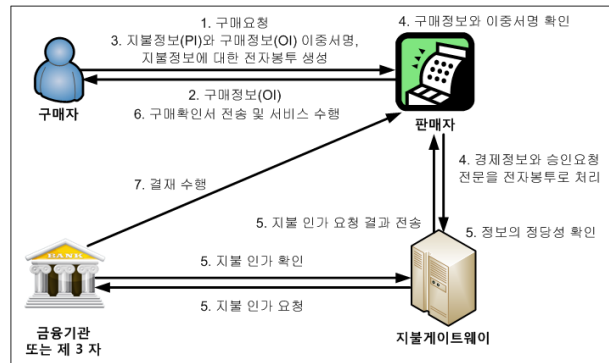 1. 구매요청
3. 지불정보(PI)와 구매정보(OI) 이중서명,
지불정보에 대한 전자봉투 생성
4. 구매정보와 이중서명 확인
2. 구매정보(OI)
6. 구매확인서 전송 및 서비스 수행
구매자
판매자
7. 결재 수행
4. 경제정보와 승인요청
전문을 전자봉투로 처리
5. 지불 인가 요청 결과 전송
5. 정보의 정당성 확인
BANK
5. 지불 인가 확인
5. 지불 인가 요청
금융기관
또는 제 3 자
지불게이트웨이